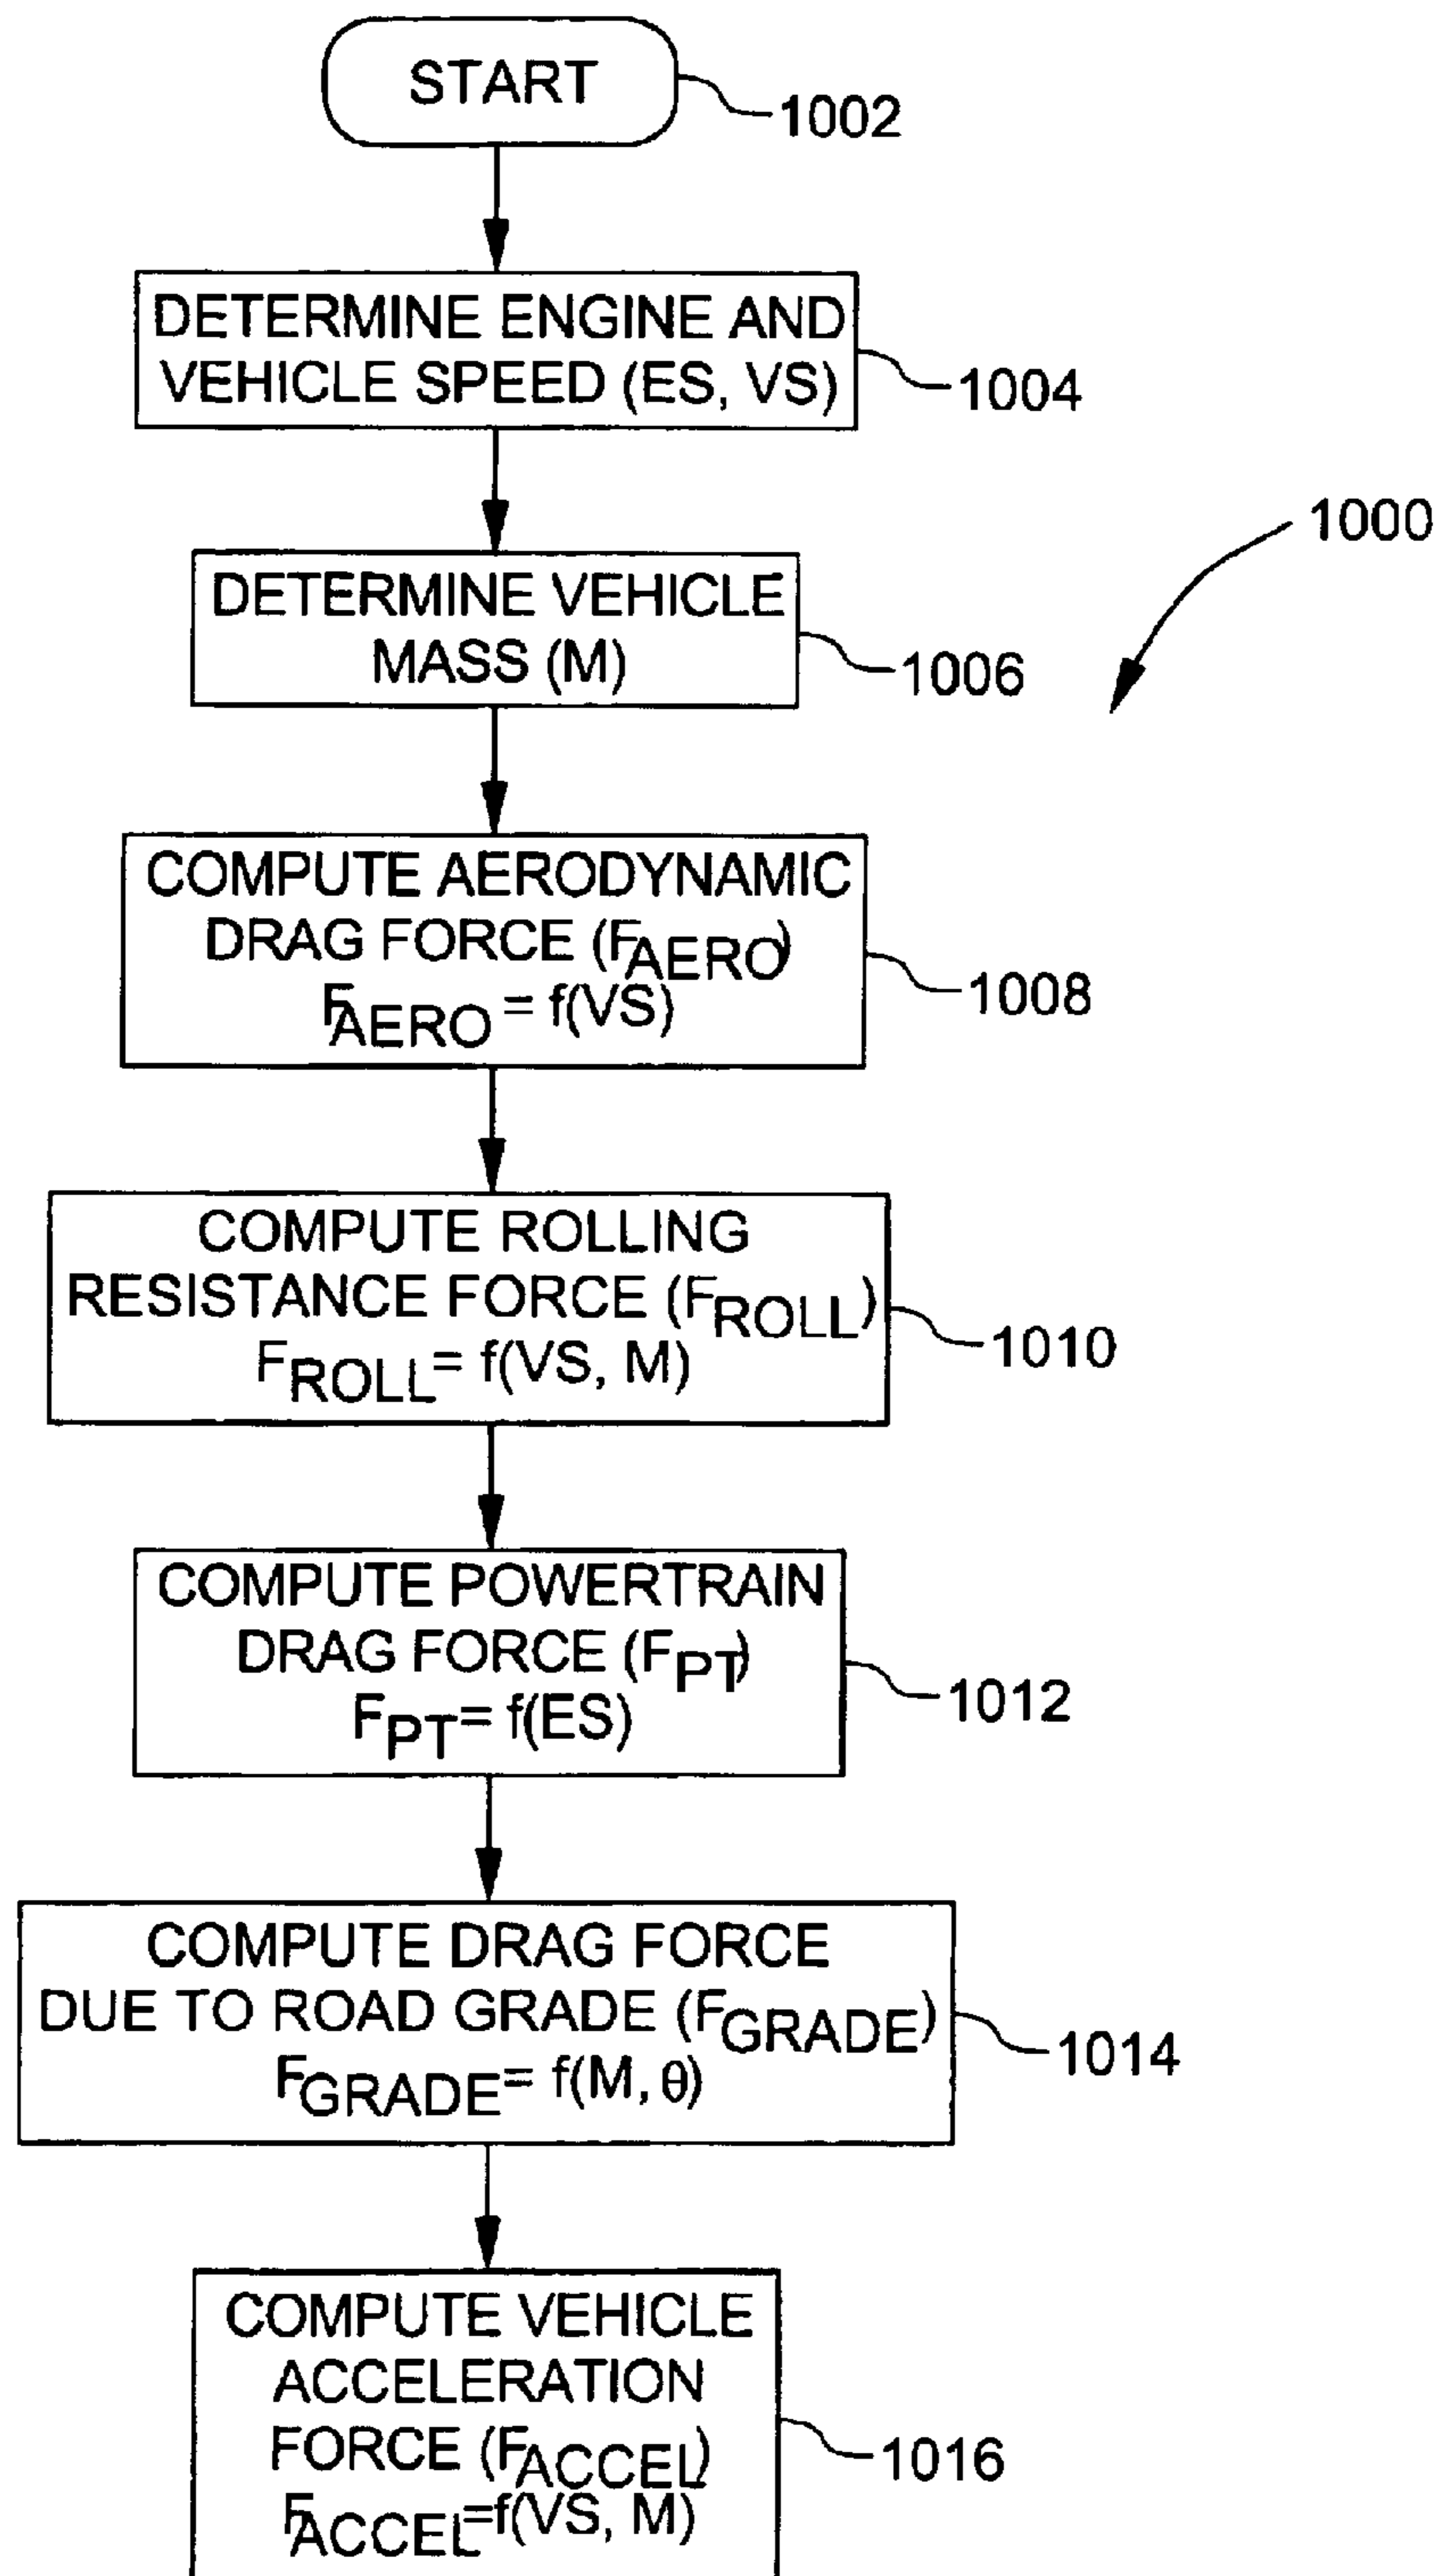 START
1002
DETERMINE ENGINE AND
VEHICLE SPEED (ES, VS)
1004
1000
DETERMINE VEHICLE
MASS (M)
1006
COMPUTE AERODYNAMIC
DRAG FORCE (FAERO)
FAERO = f(VS)
1008
COMPUTE ROLLING
RESISTANCE FORCE (FROLL)
FROLL = f(VS, M)
1010
COMPUTE POWERTRAIN
DRAG FORCE (FPT)
FPT = f(ES)
1012
COMPUTE DRAG FORCE
DUE TO ROAD GRADE (FGRADE)
FGRADE = f(M, θ)
1014
COMPUTE VEHICLE
ACCELERATION
FORCE (FACCEL)
FACCEL=f(VS, M)
1016